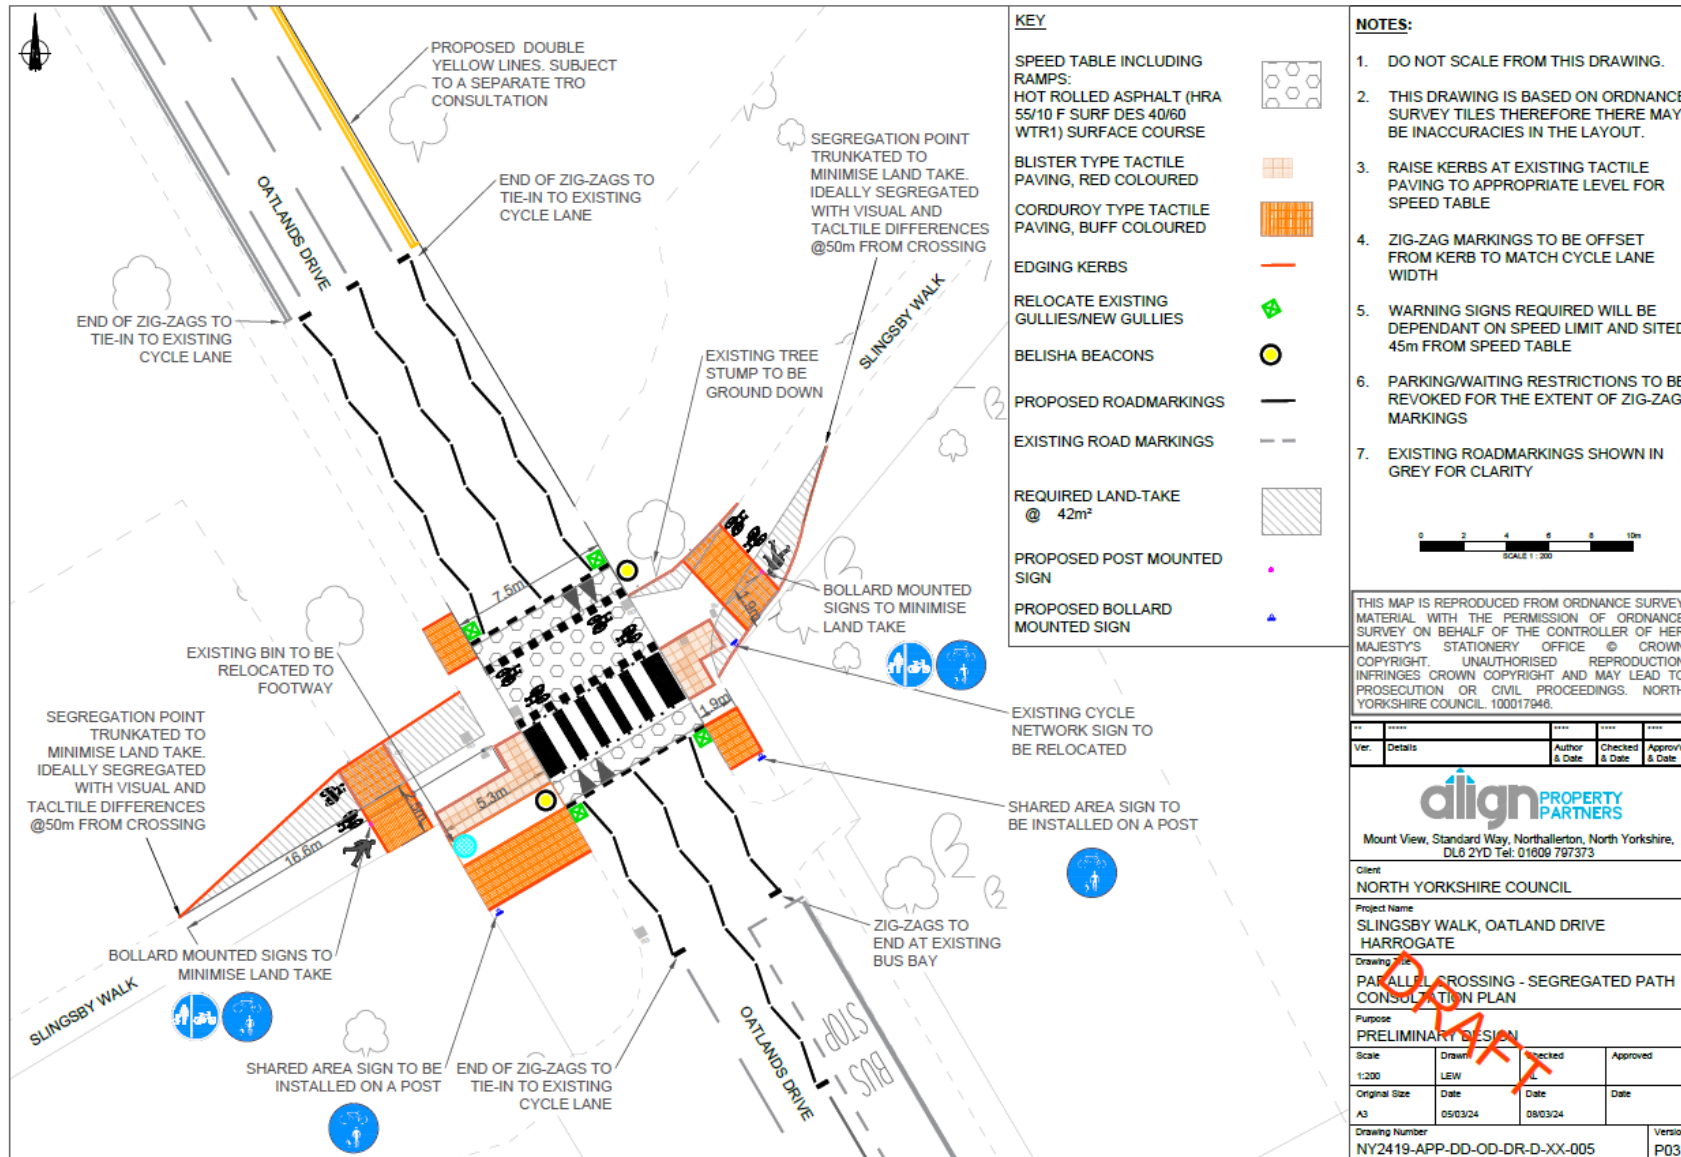 PROPOSED DOUBLE
YELLOW LINES. SUBJECT
TO A SEPARATE TRO
CONSULTATION
OATLANDS DRIVE
END OF ZIG-ZAGS TO
TIE-IN TO EXISTING
CYCLE LANE
SEGREGATION POINT
TRUNKATED TO
MINIMISE LAND TAKE.
IDEALLY SEGREGATED
WITH VISUAL AND
TACLTILE DIFFERENCES
@50m FROM CROSSING
END OF ZIG-ZAGS TO
TIE-IN TO EXISTING
CYCLE LANE
SLINGSBY WALK
EXISTING TREE
STUMP TO BE
GROUND DOWN
7.5m
BOLLARD MOUNTED
SIGNS TO MINIMISE
LAND TAKE
1.9m
EXISTING BIN TO BE
RELOCATED TO
FOOTWAY
1.9m
EXISTING CYCLE
NETWORK SIGN TO
BE RELOCATED
SEGREGATION POINT
TRUNKATED TO
MINIMISE LAND TAKE.
IDEALLY SEGREGATED
WITH VISUAL AND
TACLTILE DIFFERENCES
@50m FROM CROSSING
5.3m
16.6m
SHARED AREA SIGN TO
BE INSTALLED ON A POST
ZIG-ZAGS TO
END AT EXISTING
BUS BAY
BOLLARD MOUNTED SIGNS TO
MINIMISE LAND TAKE
SLINGSBY WALK
SHARED AREA SIGN TO BE
INSTALLED ON A POST
END OF ZIG-ZAGS TO
TIE-IN TO EXISTING
CYCLE LANE
OATLANDS DRIVE
BUS
STOP
KEY
SPEED TABLE INCLUDING
RAMPS:
HOT ROLLED ASPHALT (HRA
55/10 F SURF DES 40/60
WTR1) SURFACE COURSE
BLISTER TYPE TACTILE
PAVING, RED COLOURED
CORDUROY TYPE TACTILE
PAVING, BUFF COLOURED
EDGING KERBS
RELOCATE EXISTING
GULLIES/NEW GULLIES
BELISHA BEACONS
PROPOSED ROADMARKINGS
EXISTING ROAD MARKINGS
REQUIRED LAND-TAKE
@ 42m²
PROPOSED POST MOUNTED
SIGN
PROPOSED BOLLARD
MOUNTED SIGN
NOTES:
1. DO NOT SCALE FROM THIS DRAWING.
2. THIS DRAWING IS BASED ON ORDNANCE
SURVEY TILES THEREFORE THERE MAY
BE INACCURACIES IN THE LAYOUT.
3. RAISE KERBS AT EXISTING TACTILE
PAVING TO APPROPRIATE LEVEL FOR
SPEED TABLE
4. ZIG-ZAG MARKINGS TO BE OFFSET
FROM KERB TO MATCH CYCLE LANE
WIDTH
5. WARNING SIGNS REQUIRED WILL BE
DEPENDANT ON SPEED LIMIT AND SITED
45m FROM SPEED TABLE
6. PARKING/WAITING RESTRICTIONS TO BE
REVOKED FOR THE EXTENT OF ZIG-ZAG
MARKINGS
7. EXISTING ROADMARKINGS SHOWN IN
GREY FOR CLARITY
0 2 4 6 8 10m
SCALE 1 : 200
THIS MAP IS REPRODUCED FROM ORDNANCE SURVEY
MATERIAL WITH THE PERMISSION OF ORDNANCE
SURVEY ON BEHALF OF THE CONTROLLER OF HER
MAJESTY'S STATIONERY OFFICE © CROWN
COPYRIGHT. UNAUTHORISED REPRODUCTION
INFRINGES CROWN COPYRIGHT AND MAY LEAD TO
PROSECUTION OR CIVIL PROCEEDINGS. NORTH
YORKSHIRE COUNCIL. 100017946.
** ***** **** **** ****
Ver. Details Author & Date Checked & Date Approv & Date
align PROPERTY
PARTNERS
Mount View, Standard Way, Northallerton, North Yorkshire,
DL6 2YD Tel: 01609 797373
Client
NORTH YORKSHIRE COUNCIL
Project Name
SLINGSBY WALK, OATLAND DRIVE
HARROGATE
Drawing Title
PARALLEL CROSSING - SEGREGATED PATH
CONSULTATION PLAN
Purpose
PRELIMINARY DESIGN
DRAFT
Scale Drawn Checked Approved
1:200 LEW
Original Size Date Date Date
A3 05/03/24 08/03/24
Drawing Number Versio
NY2419-APP-DD-OD-DR-D-XX-005 P03